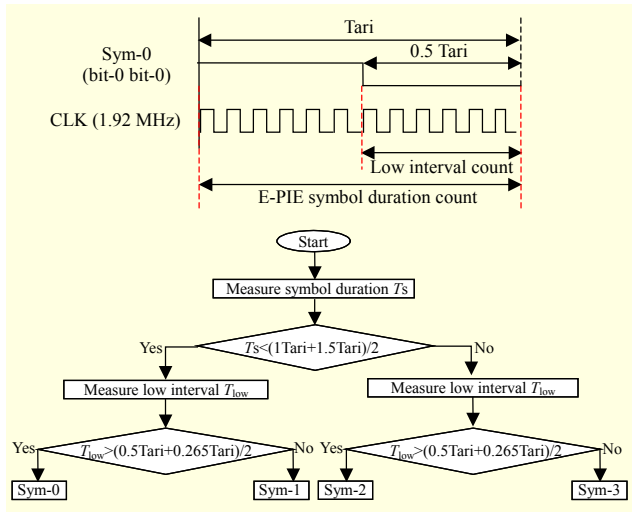 Tari
Sym-0
(bit-0 bit-0)
0.5 Tari
CLK (1.92 MHz)
Low interval count
E-PIE symbol duration count
Start
Measure symbol duration Ts
Yes
Ts<(1Tari+1.5Tari)/2
No
Measure low interval Tlow
Measure low interval Tlow
Yes
Tlow>(0.5Tari+0.265Tari)/2
No
Yes
Tlow>(0.5Tari+0.265Tari)/2
No
Sym-0
Sym-1
Sym-2
Sym-3